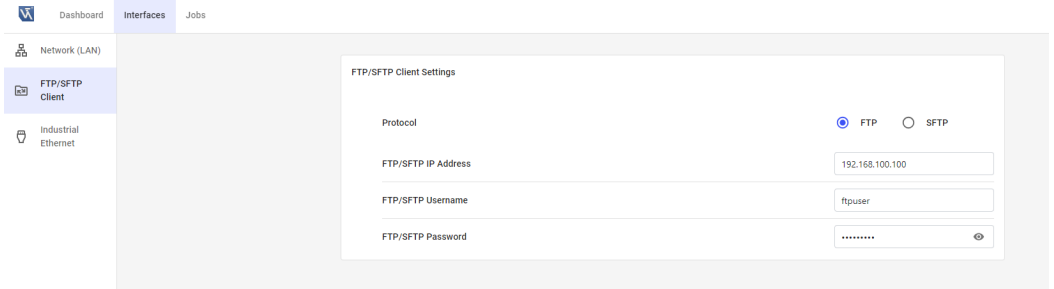 Dashboard Interfaces Jobs
Network (LAN)
FTP/SFTP
Client
Industrial
Ethernet
FTP/SFTP Client Settings
Protocol FTP SFTP
FTP/SFTP IP Address 192.168.100.100
FTP/SFTP Username ftpuser
FTP/SFTP Password •••••••••